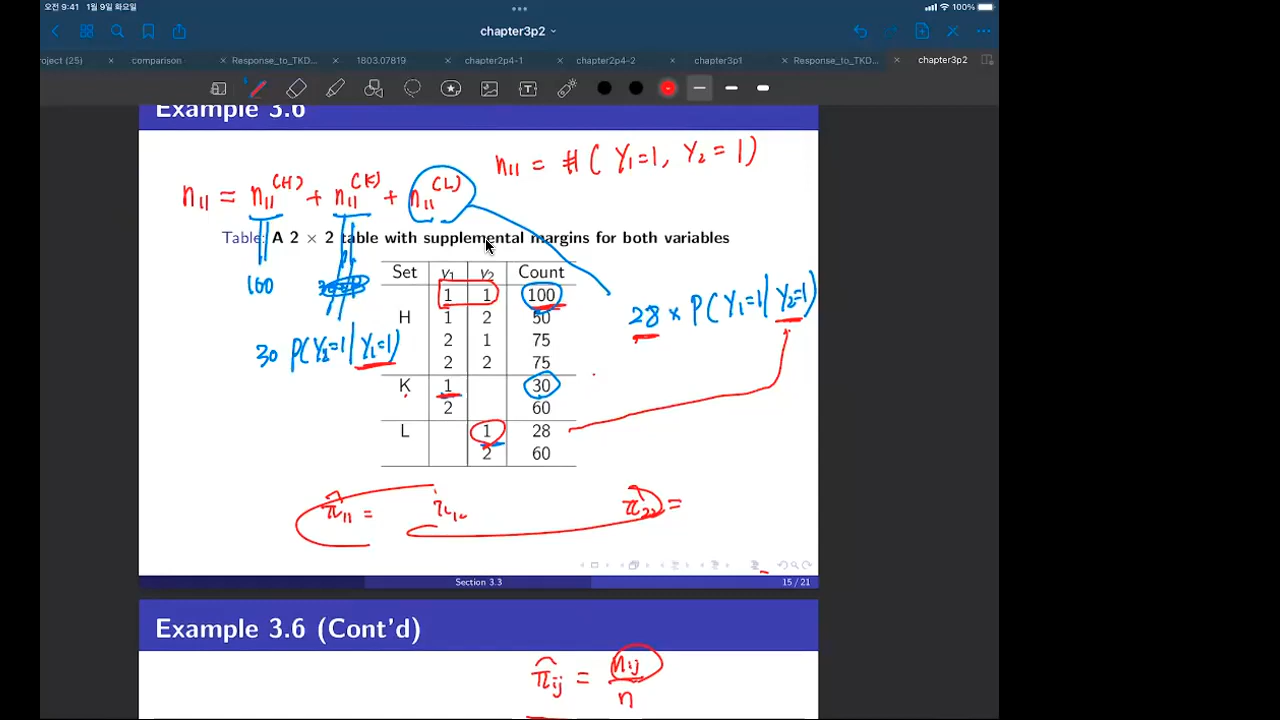 오전 9:41 1월 9일 화요일
100%
chapter3p2
roject (25)
comparison
Response_to_TKD...
1803.07819
chapter2p4-1
chapter2p4-2
chapter3p1
Response_to_TKD...
chapter3p2
Example 3.6
n11 = #( Y1=1, Y2=1)
n11 = n11(H) + n11(K) + n11(L)
Table: A 2 × 2 table with supplemental margins for both variables
Set y1 y2 Count
1 1 100
H 1 2 50
2 1 75
2 2 75
K 1 30
2 60
L 1 28
2 60
100
30 P(Y2=1|Y1=1)
28 × P(Y1=1|Y2=1)
π̂11 =
π̂22 =
Section 3.3
15 / 21
Example 3.6 (Cont'd)
π̂ij = nij
n